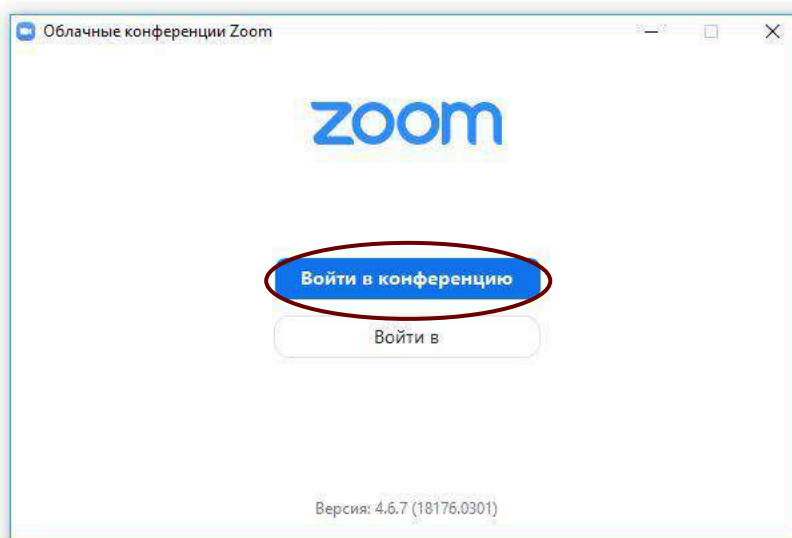 Облачные конференции Zoom
zoom
Войти в конференцию
Войти в
Версия: 4.6.7 (18176.0301)